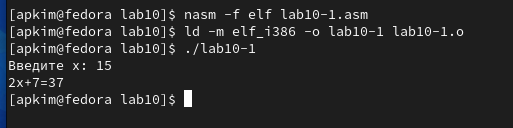 [apkim@fedora lab10]$ nasm -f elf lab10-1.asm
[apkim@fedora lab10]$ ld -m elf_i386 -o lab10-1 lab10-1.o
[apkim@fedora lab10]$ ./lab10-1
Введите x: 15
2x+7=37
[apkim@fedora lab10]$